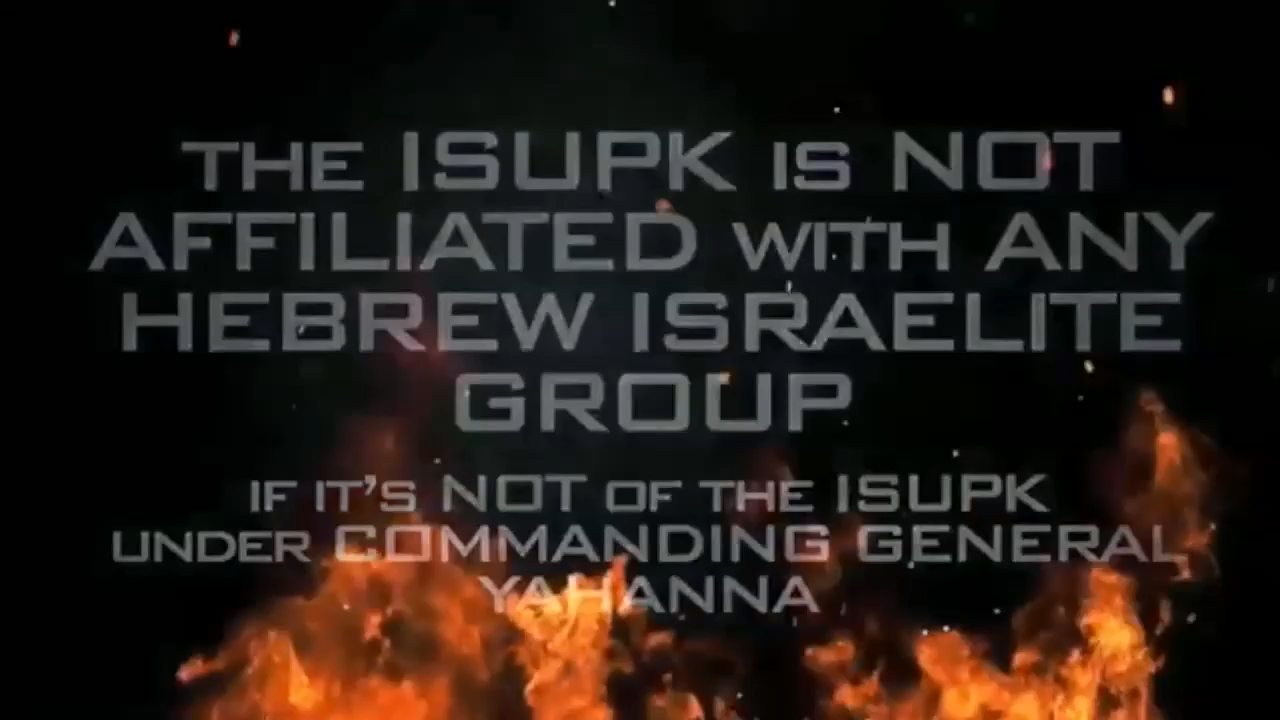 THE ISUPK IS NOT
AFFILIATED WITH ANY
HEBREW ISRAELITE
GROUP
IF IT'S NOT OF THE ISUPK
UNDER COMMANDING GENERAL
YAHANNA